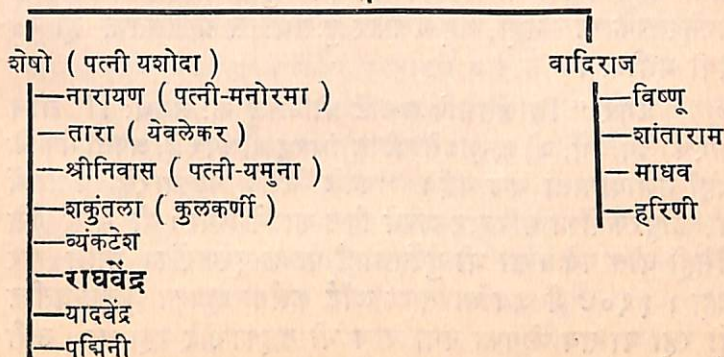 शेषो ( पत्नी यशोदा )
—नारायण ( पत्नी-मनोरमा )
—तारा ( येवलेकर )
—श्रीनिवास ( पत्नी-यमुना )
—शकुंतला ( कुलकर्णी )
—व्यंकटेश
—राघवेंद्र
—यादवेंद्र
—पद्मिनी
वादिराज
—विष्णू
—शांताराम
—माधव
—हरिणी